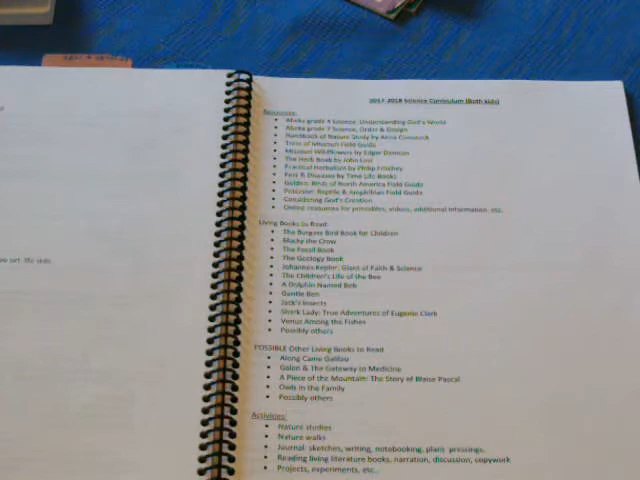 2017-2018 Science Curriculum (Both kids)
Resources:
Abeka grade 4 Science, Understanding God's World
Abeka grade 7 Science, Order & Design
Handbook of Nature Study by Anna Comstock
Trees of Missouri Field Guide
Missouri Wildflowers by Edgar Denison
The Herb Book by John Lust
Practical Herbalism by Philip Fritchey
Pests & Diseases by Time Life Books
Golden: Birds of North America Field Guide
Peterson: Reptile & Amphibian Field Guide
Considering God's Creation
Online resources for printables, videos, additional information, etc.
Living Books to Read:
The Burgess Bird Book for Children
Blacky the Crow
The Fossil Book
The Geology Book
Johannes Kepler: Giant of Faith & Science
The Children's Life of the Bee
A Dolphin Named Bob
Gentle Ben
Jack's Insects
Shark Lady: True Adventures of Eugenie Clark
Venus Among the Fishes
Possibly others
POSSIBLE Other Living Books to Read
Along Came Galileo
Galen & The Gateway to Medicine
A Piece of the Mountain: The Story of Blaise Pascal
Owls in the Family
Possibly others
Activities:
Nature studies
Nature walks
Journal: sketches, writing, notebooking, plant pressings,
Reading living literature books, narration, discussion, copywork
Projects, experiments, etc..
life skills